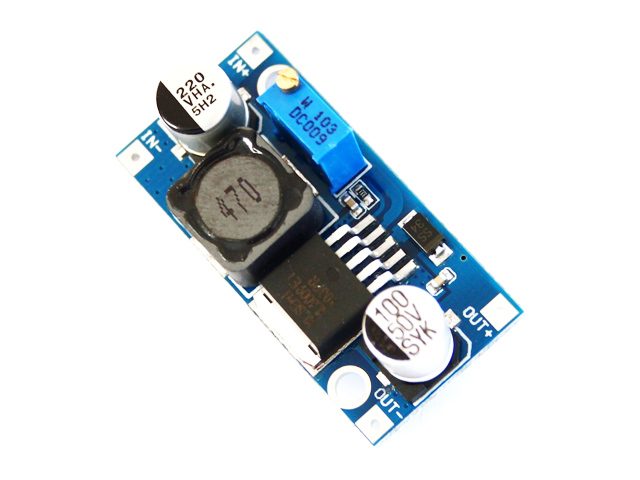 IN+
220
VHA.
5H2
W 103
DC009
IN-
470
100
50V
SYK
OUT+
OUT-